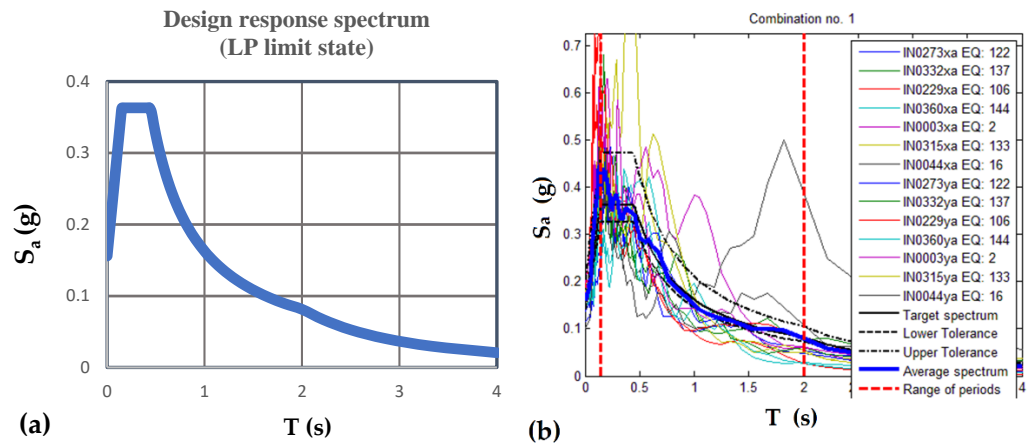 Design response spectrum
(LP limit state)
0.4
0.3
0.2
0.1
0
0
1
2
3
4
Sa (g)
T (s)
(a)
Combination no. 1
0.7
0.6
0.5
0.4
0.3
0.2
0.1
0
0
0.5
1
1.5
2
2
4
Sa (g)
T (s)
(b)
IN0273xa EQ: 122
IN0332xa EQ: 137
IN0229xa EQ: 106
IN0360xa EQ: 144
IN0003xa EQ: 2
IN0315xa EQ: 133
IN0044xa EQ: 16
IN0273ya EQ: 122
IN0332ya EQ: 137
IN0229ya EQ: 106
IN0360ya EQ: 144
IN0003ya EQ: 2
IN0315ya EQ: 133
IN0044ya EQ: 16
Target spectrum
Lower Tolerance
Upper Tolerance
Average spectrum
Range of periods